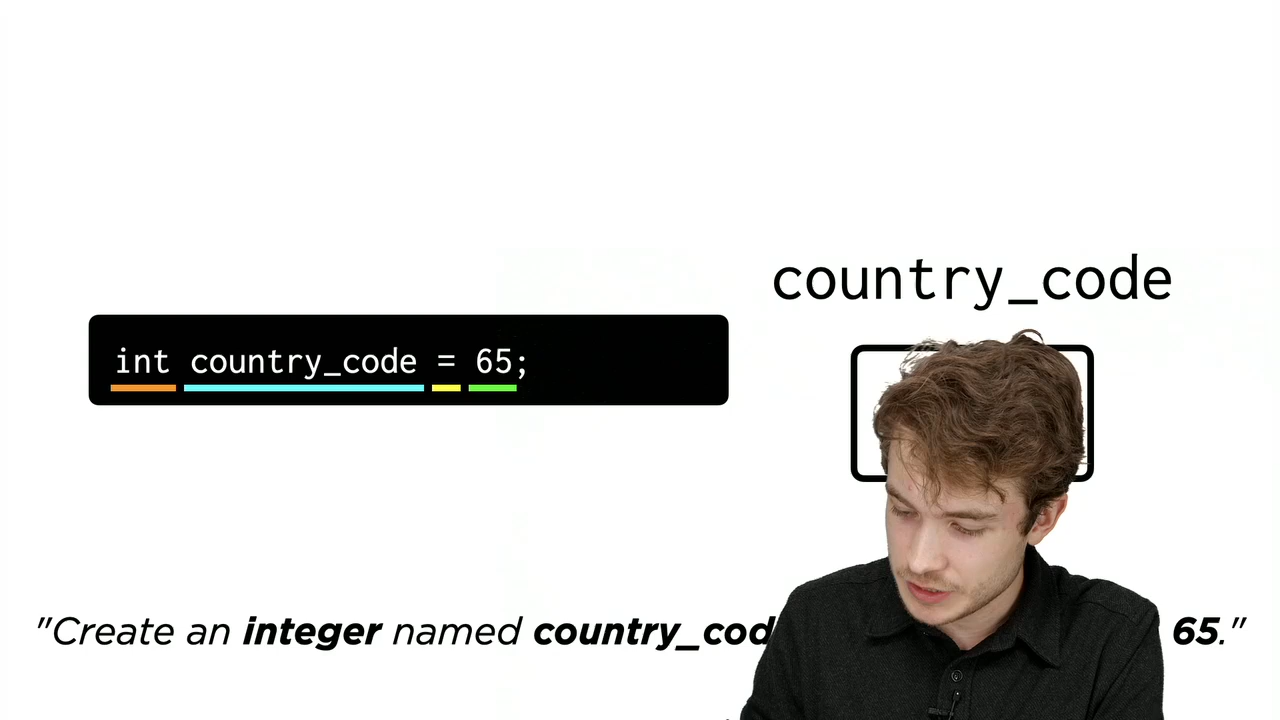 country_code
int country_code = 65;
"Create an integer named country_cod 65."